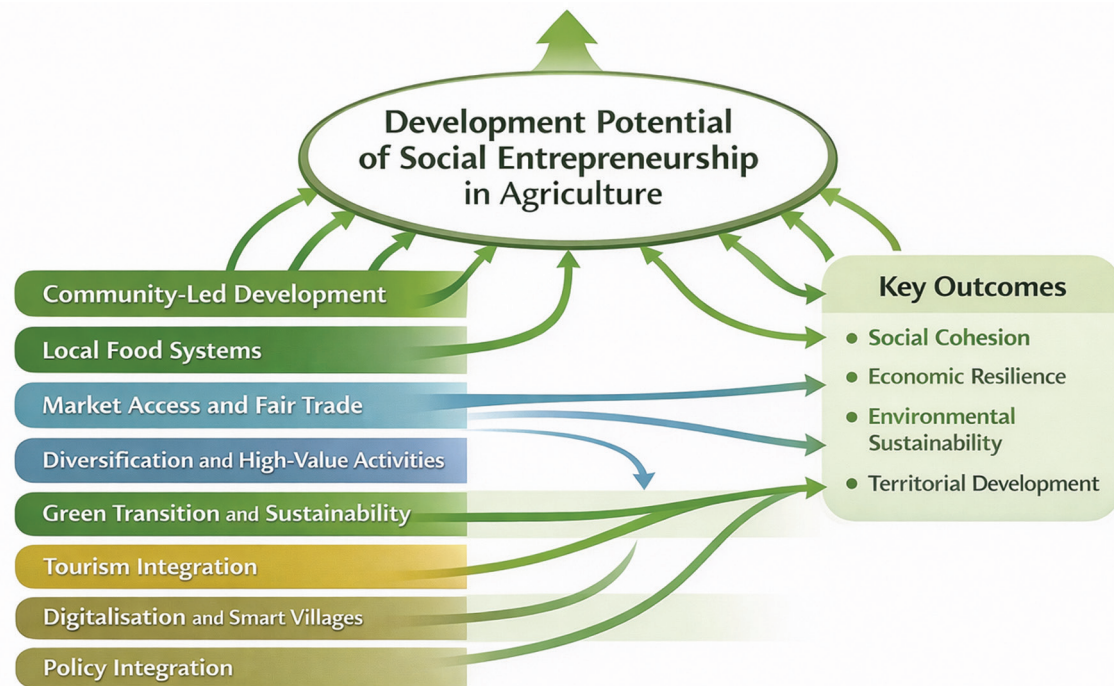 Development Potential
of Social Entrepreneurship
in Agriculture
Community-Led Development
Local Food Systems
Market Access and Fair Trade
Diversification and High-Value Activities
Green Transition and Sustainability
Tourism Integration
Digitalisation and Smart Villages
Policy Integration
Key Outcomes
• Social Cohesion
• Economic Resilience
• Environmental
Sustainability
• Territorial Development